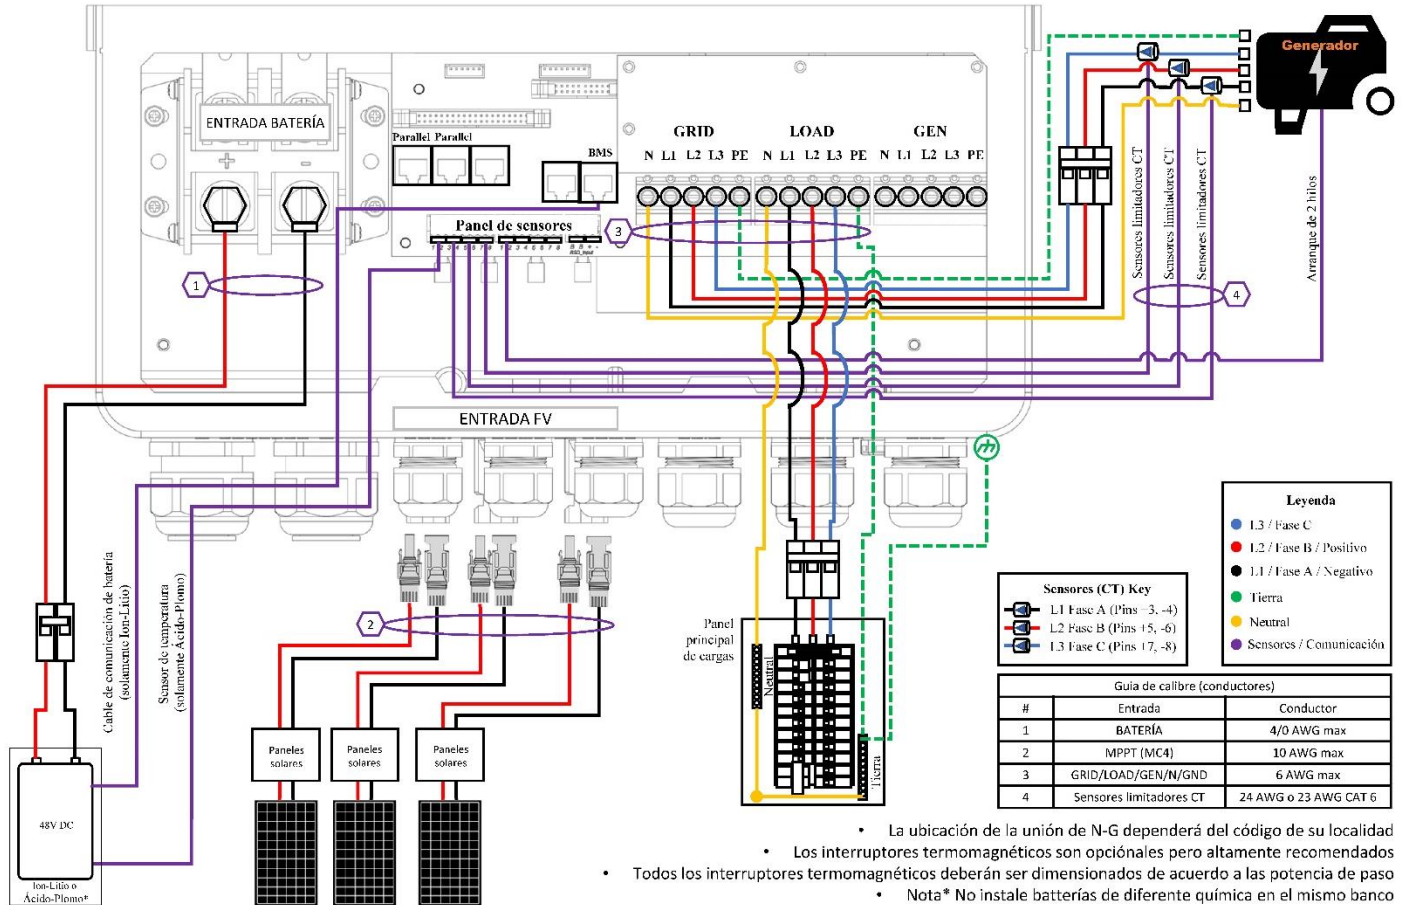 Generador
ENTRADA BATERÍA
+
-
Parallel Parallel
BMS
GRID
LOAD
GEN
N L1 L2 L3 PE
N L1 L2 L3 PE
N L1 L2 L3 PE
Panel de sensores
1
3
4
Sensores limitadores CT
Sensores limitadores CT
Sensores limitadores CT
Arranque de 2 hilos
ENTRADA FV
2
Cable de comunicación de batería
(solamente Ion-Litio)
Sensor de temperatura
(solamente Ácido-Plomo)
Paneles
solares
Paneles
solares
Paneles
solares
48V DC
Ion-Litio o
Ácido-Plomo*
Panel
principal
de cargas
Neutral
Tierra
Sensores (CT) Key
L1 Fase A (Pins +3, -4)
L2 Fase B (Pins +5, -6)
L3 Fase C (Pins +7, -8)
Leyenda
L3 / Fase C
L2 / Fase B / Positivo
L1 / Fase A / Negativo
Tierra
Neutral
Sensores / Comunicación
Guia de calibre (conductores)
# Entrada Conductor
1 BATERÍA 4/0 AWG max
2 MPPT (MC4) 10 AWG max
3 GRID/LOAD/GEN/N/GND 6 AWG max
4 Sensores limitadores CT 24 AWG o 23 AWG CAT 6
• La ubicación de la unión de N-G dependerá del código de su localidad
• Los interruptores termomagnéticos son opciónales pero altamente recomendados
• Todos los interruptores termomagnéticos deberán ser dimensionados de acuerdo a las potencia de paso
• Nota* No instale batterías de diferente química en el mismo banco